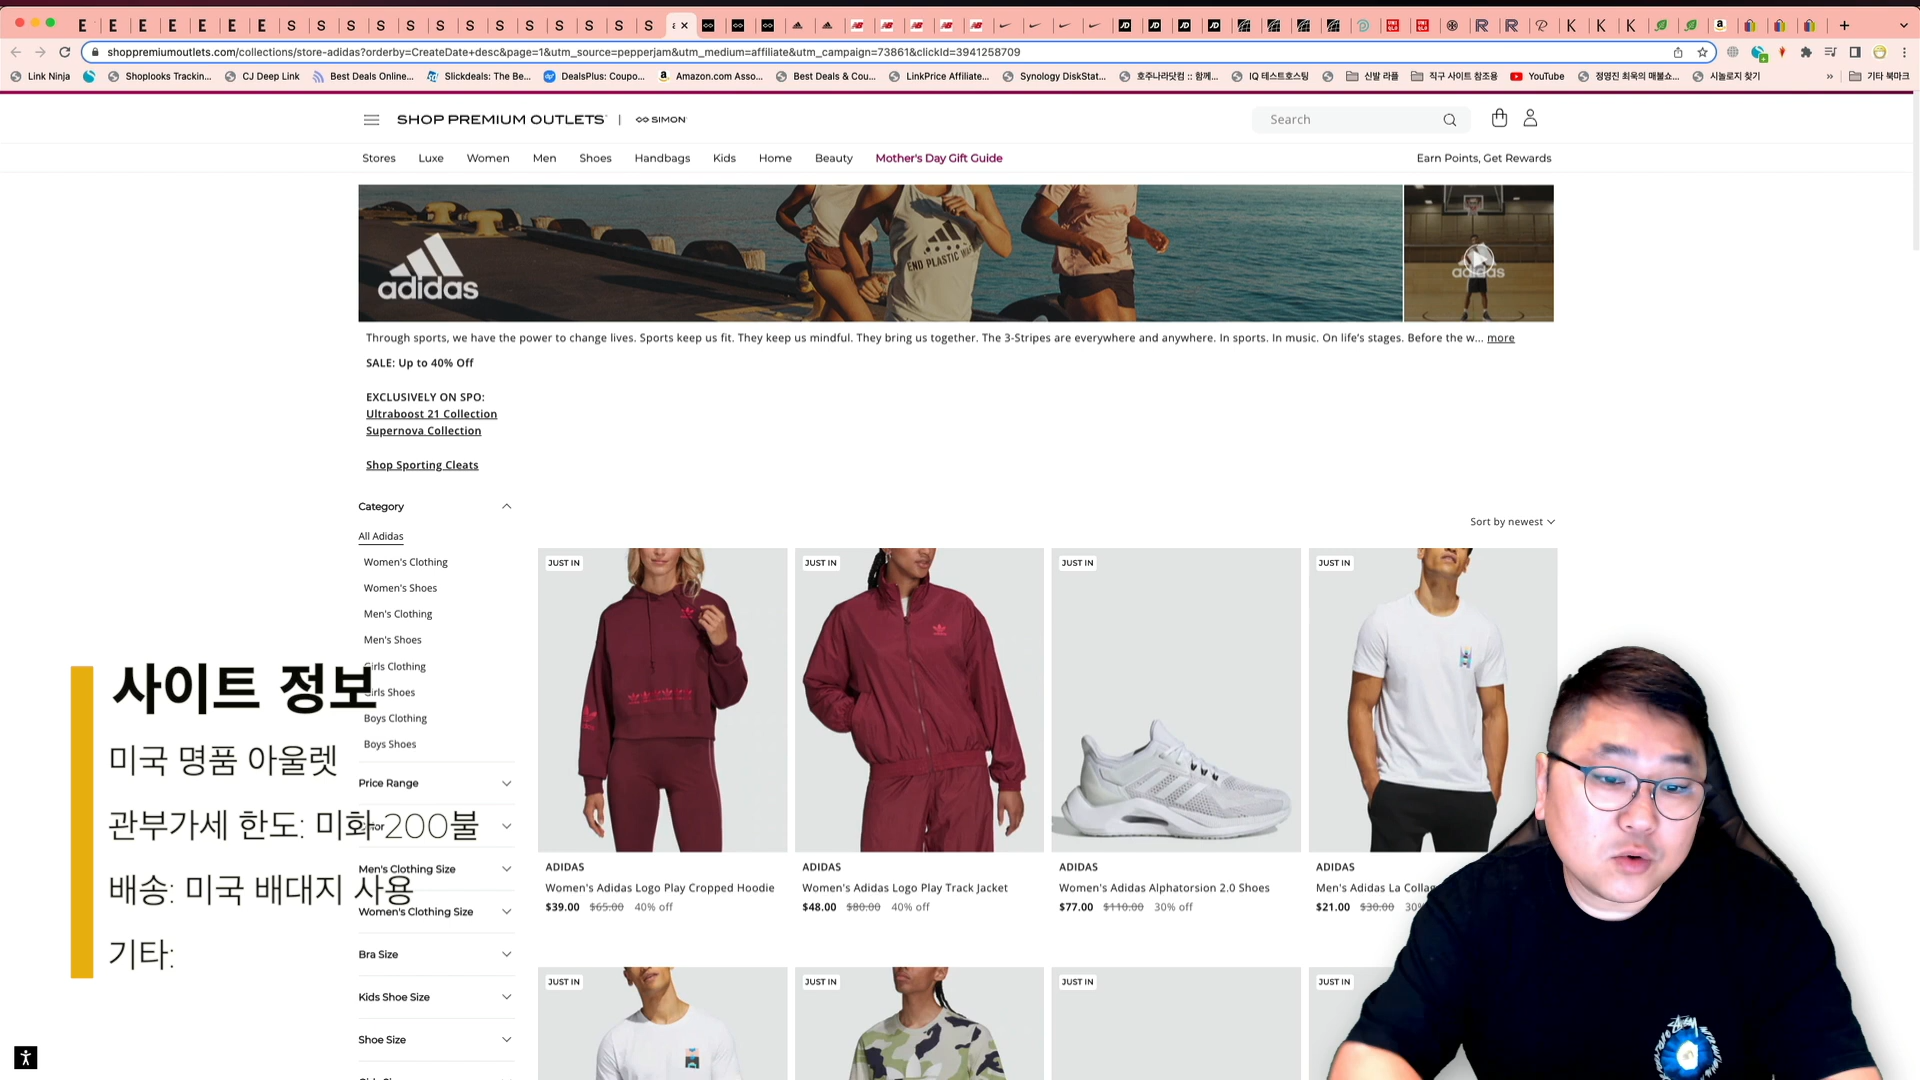 E E E E E E E S S S S S S S S S S S S S
shoppremiumoutlets.com/collections/store-adidas?orderby=CreateDate+desc&page=1&utm_source=pepperjam&utm_medium=affiliate&utm_campaign=73861&clickId=3941258709
Link Ninja Shoplooks Trackin... CJ Deep Link Best Deals Online... Slickdeals: The Be... DealsPlus: Coupo... Amazon.com Asso... Best Deals & Cou... LinkPrice Affiliate... Synology DiskStat... 호주나라닷컴 :: 함께... IQ 테스트호스팅 신발 라플 직구 사이트 참조용 YouTube 정영진 최욱의 매불쇼... 시놀로지 찾기 » 기타 북마크
SHOP PREMIUM OUTLETS | SIMON
Search
Stores Luxe Women Men Shoes Handbags Kids Home Beauty Mother's Day Gift Guide Earn Points, Get Rewards
END PLASTIC WA
adidas
adidas
Through sports, we have the power to change lives. Sports keep us fit. They keep us mindful. They bring us together. The 3-Stripes are everywhere and anywhere. In sports. In music. On life's stages. Before the w... more
SALE: Up to 40% Off
EXCLUSIVELY ON SPO:
Ultraboost 21 Collection
Supernova Collection
Shop Sporting Cleats
Category
Sort by newest
All Adidas
Women's Clothing
Women's Shoes
Men's Clothing
Men's Shoes
Girls Clothing
Girls Shoes
Boys Clothing
Boys Shoes
Price Range
Men's Clothing Size
Women's Clothing Size
Bra Size
Kids Shoe Size
Shoe Size
JUST IN JUST IN JUST IN JUST IN
ADIDAS
Women's Adidas Logo Play Cropped Hoodie
$39.00 $65.00 40% off
ADIDAS
Women's Adidas Logo Play Track Jacket
$48.00 $80.00 40% off
ADIDAS
Women's Adidas Alphatorsion 2.0 Shoes
$77.00 $110.00 30% off
ADIDAS
Men's Adidas La Colla
$21.00 $30.00 30%
JUST IN JUST IN JUST IN JUST IN
사이트 정보
미국 명품 아울렛
관부가세 한도: 미화 200불
배송: 미국 배대지 사용
기타: